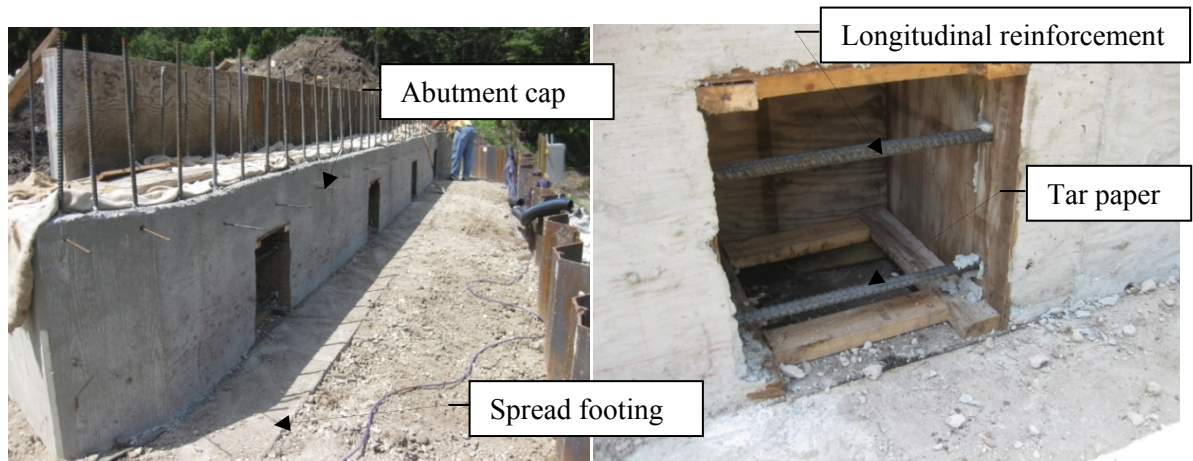 Abutment cap
Spread footing
Longitudinal reinforcement
Tar paper